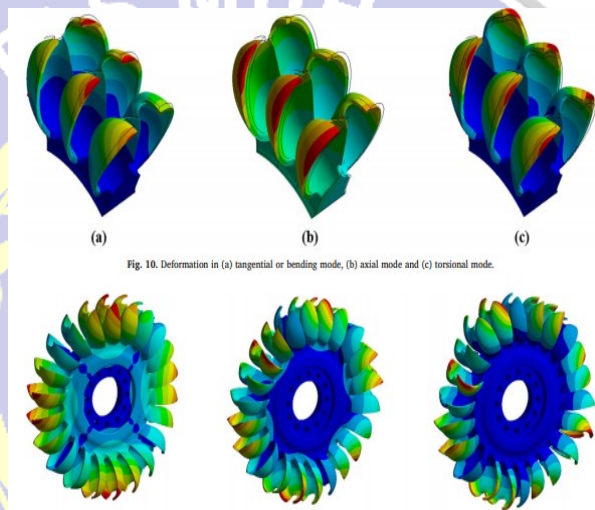 (a) (b) (c)
Fig. 10. Deformation in (a) tangential or bending mode, (b) axial mode and (c) torsional mode.